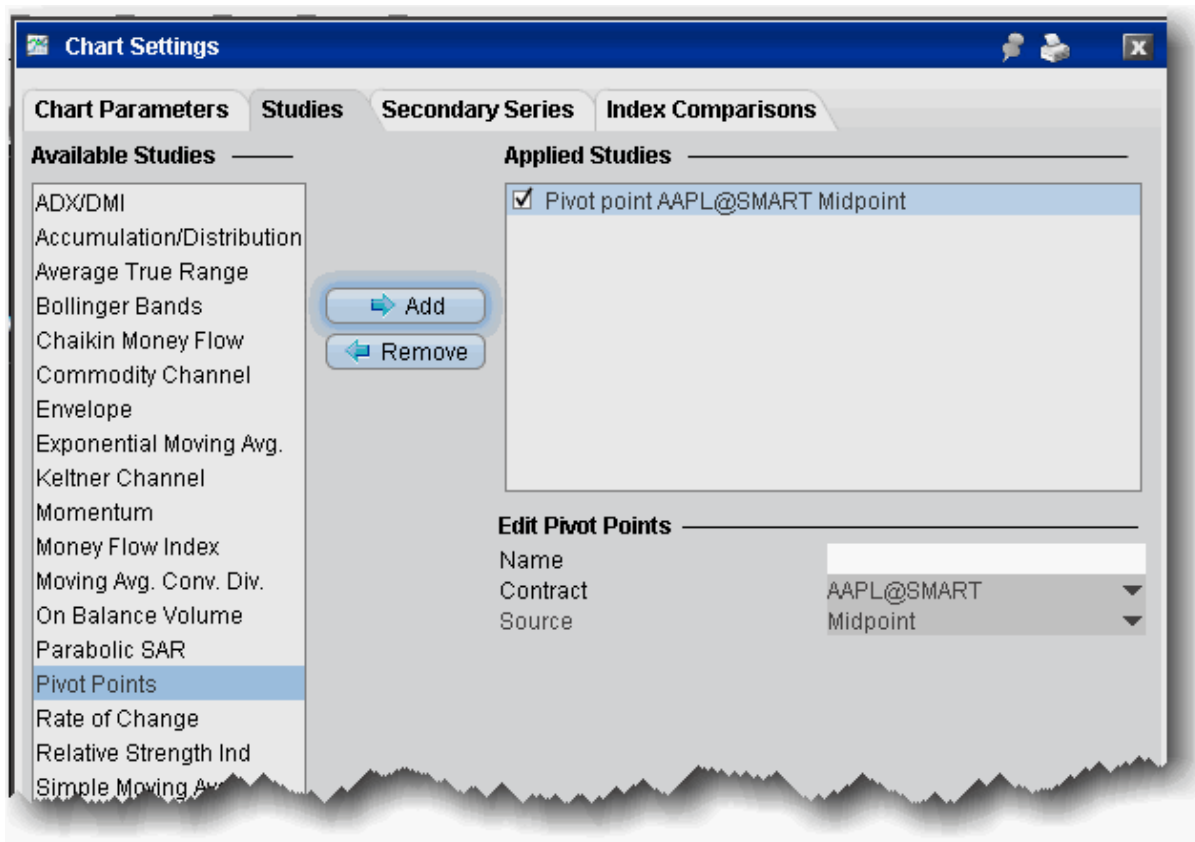 Chart Settings
Chart Parameters Studies Secondary Series Index Comparisons
Available Studies
ADX/DMI
Accumulation/Distribution
Average True Range
Bollinger Bands
Chaikin Money Flow
Commodity Channel
Envelope
Exponential Moving Avg.
Keltner Channel
Momentum
Money Flow Index
Moving Avg. Conv. Div.
On Balance Volume
Parabolic SAR
Pivot Points
Rate of Change
Relative Strength Ind
Simple Moving
Add
Remove
Applied Studies
Pivot point AAPL@SMART Midpoint
Edit Pivot Points
Name
Contract AAPL@SMART
Source Midpoint